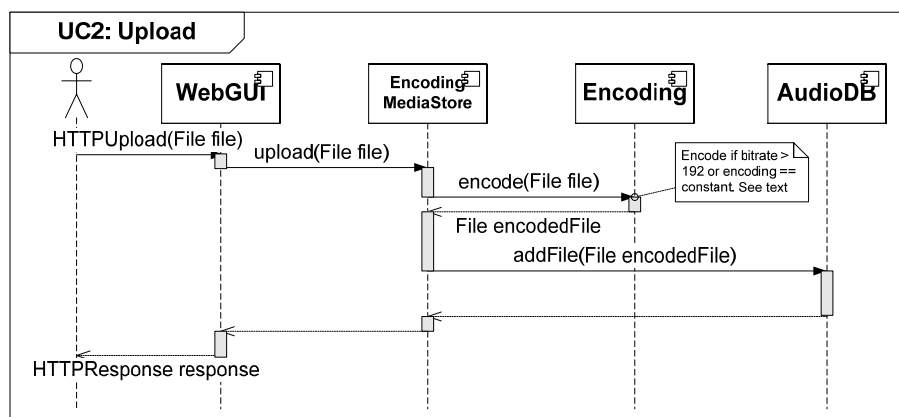 UC2: Upload
WebGUI
Encoding
MediaStore
Encoding
AudioDB
HTTPUpload(File file)
upload(File file)
encode(File file)
Encode if bitrate >
192 or encoding ==
constant. See text
File encodedFile
addFile(File encodedFile)
HTTPResponse response